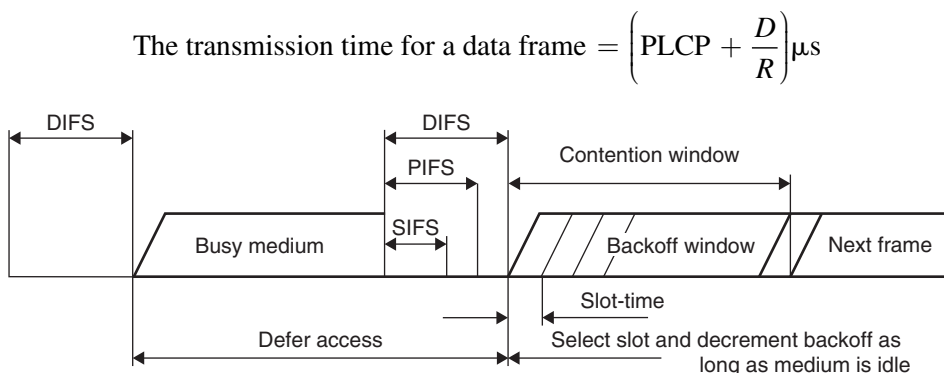 The transmission time for a data frame = (PLCP + D/R) μs
DIFS
DIFS
Contention window
PIFS
SIFS
Busy medium
Backoff window
Next frame
Slot-time
Defer access
Select slot and decrement backoff as
long as medium is idle